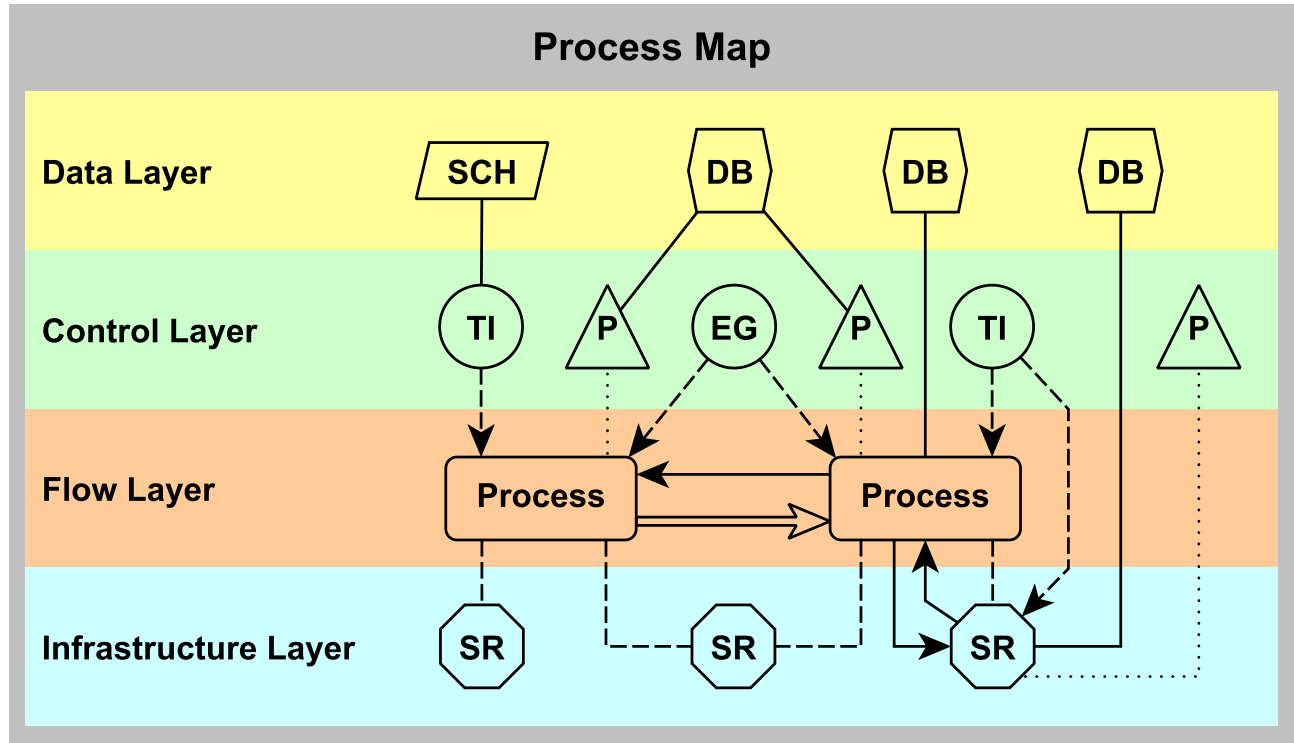 Process Map
Data Layer
SCH
DB
DB
DB
Control Layer
TI
P
EG
P
TI
P
Flow Layer
Process
Process
Infrastructure Layer
SR
SR
SR